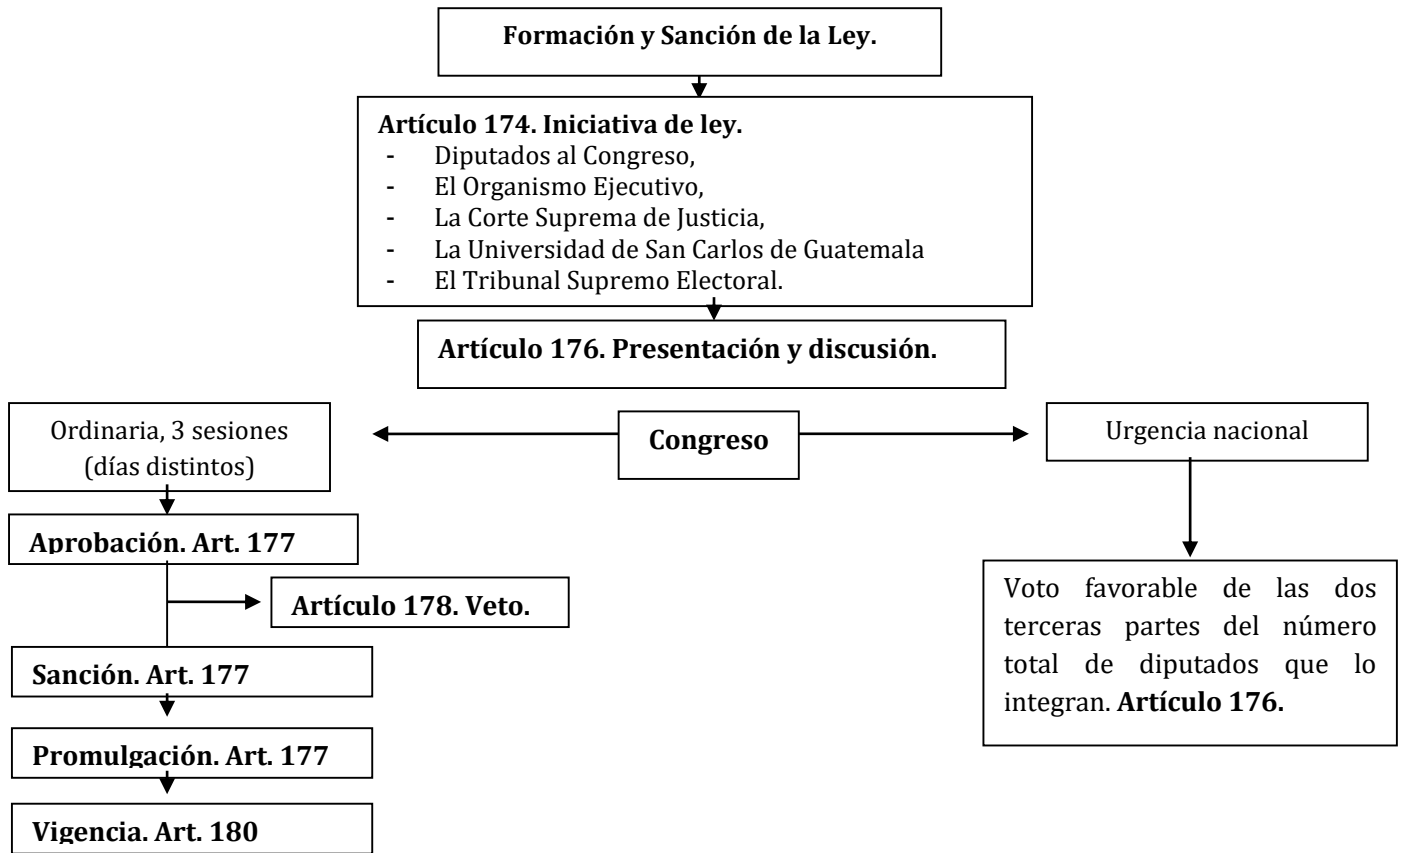 Formación y Sanción de la Ley.
Artículo 174. Iniciativa de ley.
- Diputados al Congreso,
- El Organismo Ejecutivo,
- La Corte Suprema de Justicia,
- La Universidad de San Carlos de Guatemala
- El Tribunal Supremo Electoral.
Artículo 176. Presentación y discusión.
Congreso
Ordinaria, 3 sesiones
(días distintos)
Aprobación. Art. 177
Artículo 178. Veto.
Sanción. Art. 177
Promulgación. Art. 177
Vigencia. Art. 180
Urgencia nacional
Voto favorable de las dos
terceras partes del número
total de diputados que lo
integran. Artículo 176.